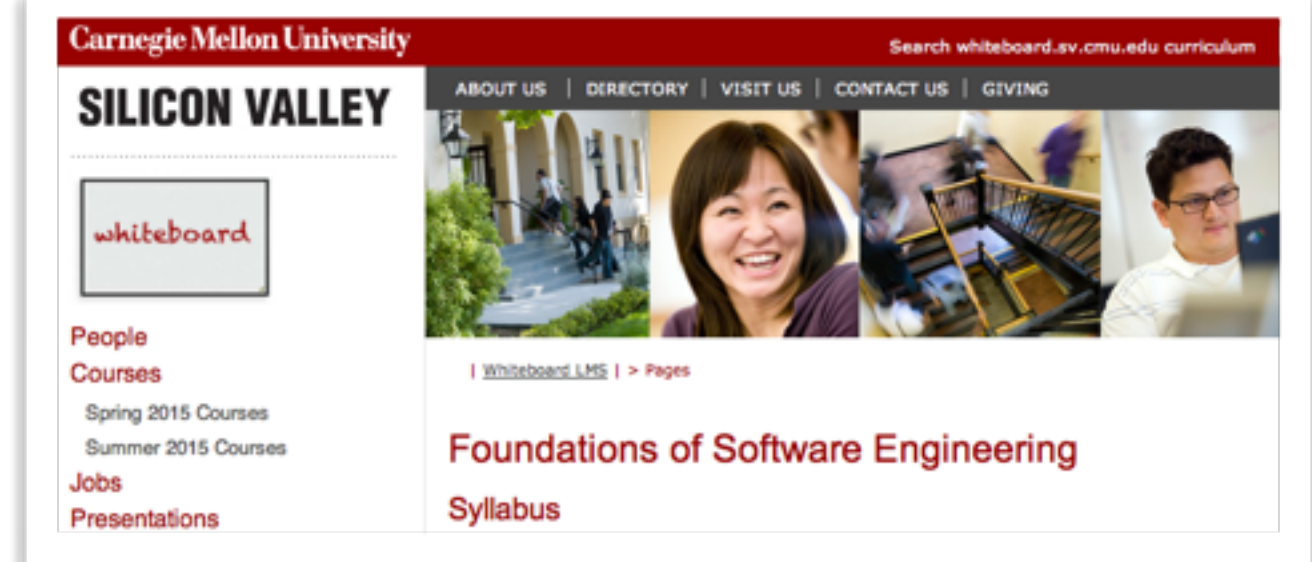 Carnegie Mellon University
Search whiteboard.sv.cmu.edu curriculum
SILICON VALLEY
ABOUT US | DIRECTORY | VISIT US | CONTACT US | GIVING
whiteboard
People
Courses
Spring 2015 Courses
Summer 2015 Courses
Jobs
Presentations
| Whiteboard LMS | > Pages
Foundations of Software Engineering
Syllabus